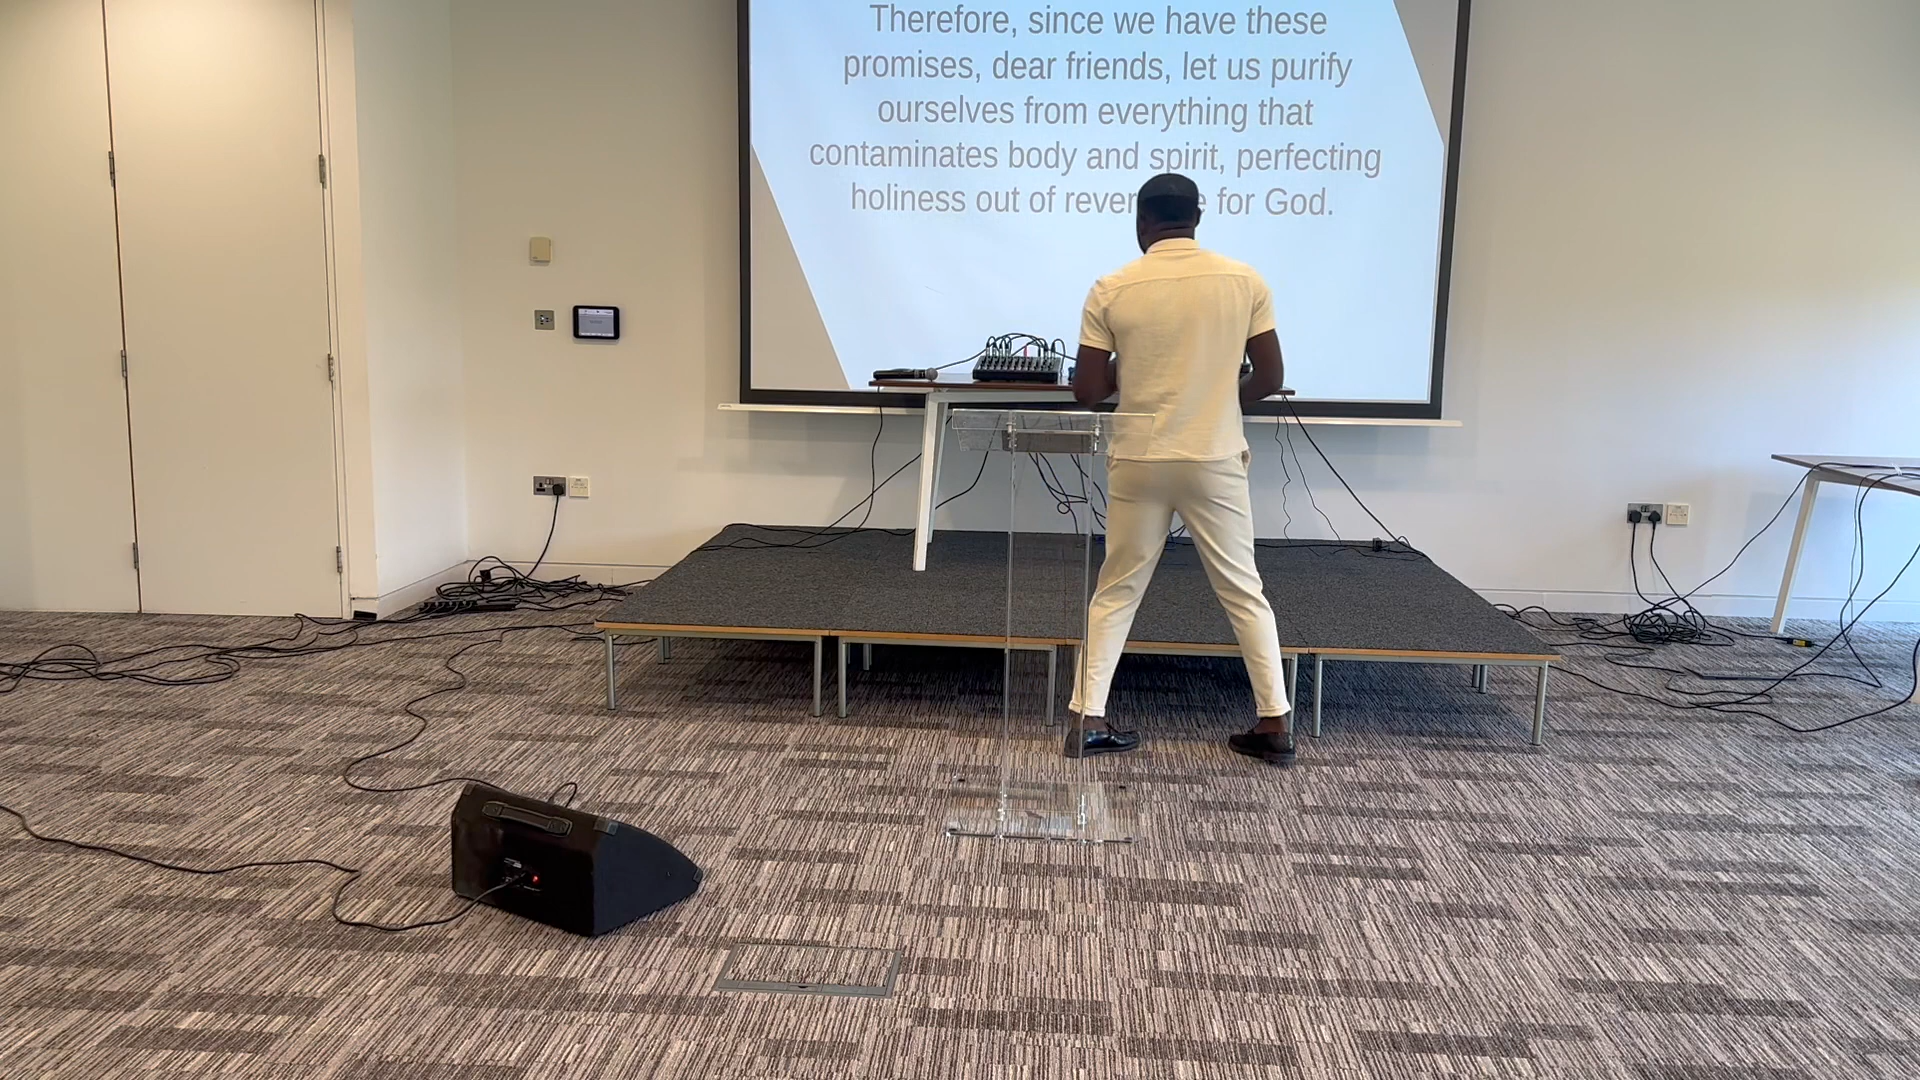 Therefore, since we have these
promises, dear friends, let us purify
ourselves from everything that
contaminates body and spirit, perfecting
holiness out of rever e for God.